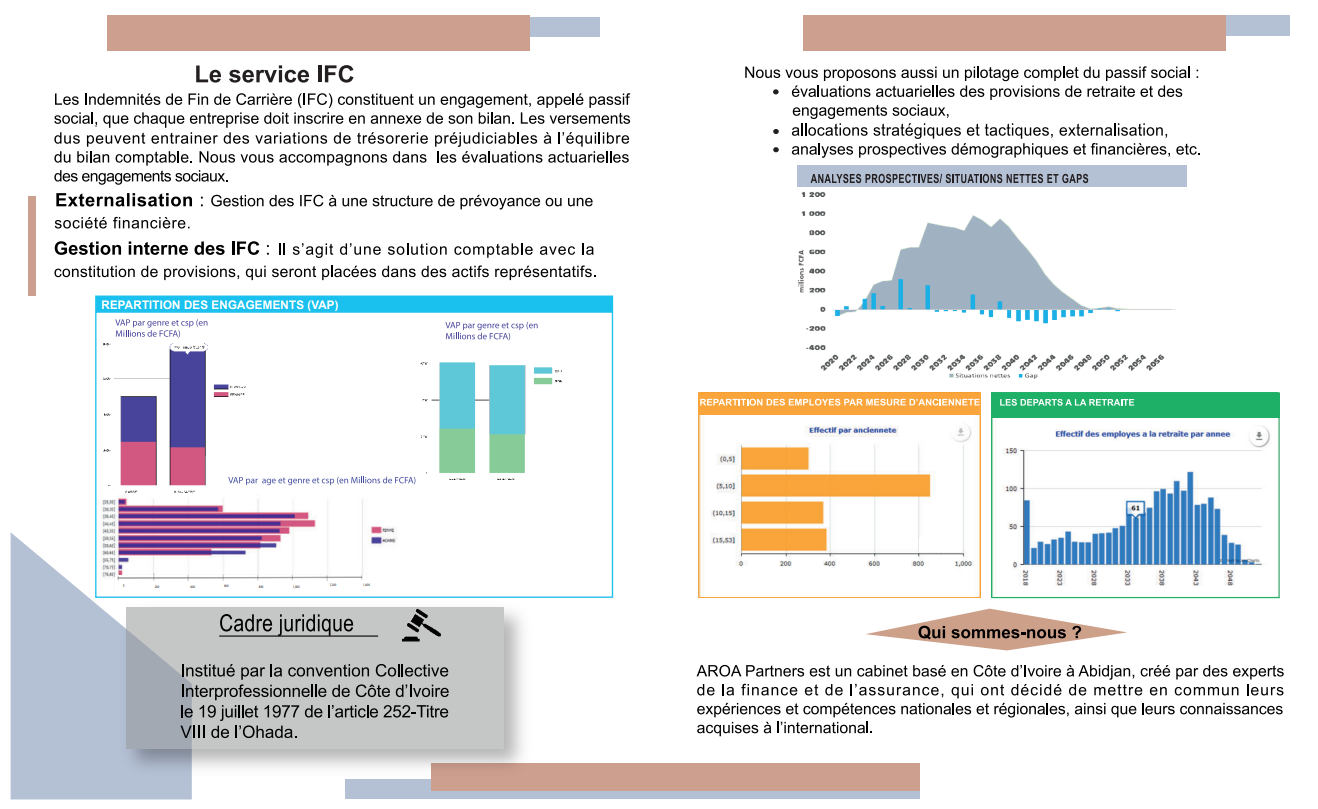 Le service IFC
Les Indemnités de Fin de Carrière (IFC) constituent un engagement, appelé passif
social, que chaque entreprise doit inscrire en annexe de son bilan. Les versements
dus peuvent entrainer des variations de trésorerie préjudiciables à l’équilibre
du bilan comptable. Nous vous accompagnons dans les évaluations actuarielles
des engagements sociaux.
Externalisation : Gestion des IFC à une structure de prévoyance ou une
société financière.
Gestion interne des IFC : Il s’agit d’une solution comptable avec la
constitution de provisions, qui seront placées dans des actifs représentatifs.
REPARTITION DES ENGAGEMENTS (VAP)
VAP par genre et csp (en
Millions de FCFA)
VAP par genre et csp (en
Millions de FCFA)
VAP par age et genre et csp (en Millions de FCFA)
Cadre juridique
Institué par la convention Collective
Interprofessionnelle de Côte d’Ivoire
le 19 juillet 1977 de l’article 252-Titre
VIII de l’Ohada.
Nous vous proposons aussi un pilotage complet du passif social :
• évaluations actuarielles des provisions de retraite et des
engagements sociaux,
• allocations stratégiques et tactiques, externalisation,
• analyses prospectives démographiques et financières, etc.
ANALYSES PROSPECTIVES/ SITUATIONS NETTES ET GAPS
1 200
1 000
800
600
400
200
0
-200
-400
millions FCFA
2020 2022 2024 2026 2028 2030 2032 2034 2036 2038 2040 2042 2044 2046 2048 2050 2052 2054 2056
Situations nettes Gap
REPARTITION DES EMPLOYES PAR MESURE D’ANCIENNETE
Effectif par anciennete
(0,5]
(5,10]
(10,15]
(15,53]
0 200 400 600 800 1,000
LES DEPARTS A LA RETRAITE
Effectif des employes a la retraite par annee
150
100
50
0
61
2018 2023 2028 2033 2038 2043 2048
Qui sommes-nous ?
AROA Partners est un cabinet basé en Côte d’Ivoire à Abidjan, créé par des experts
de la finance et de l’assurance, qui ont décidé de mettre en commun leurs
expériences et compétences nationales et régionales, ainsi que leurs connaissances
acquises à l’international.